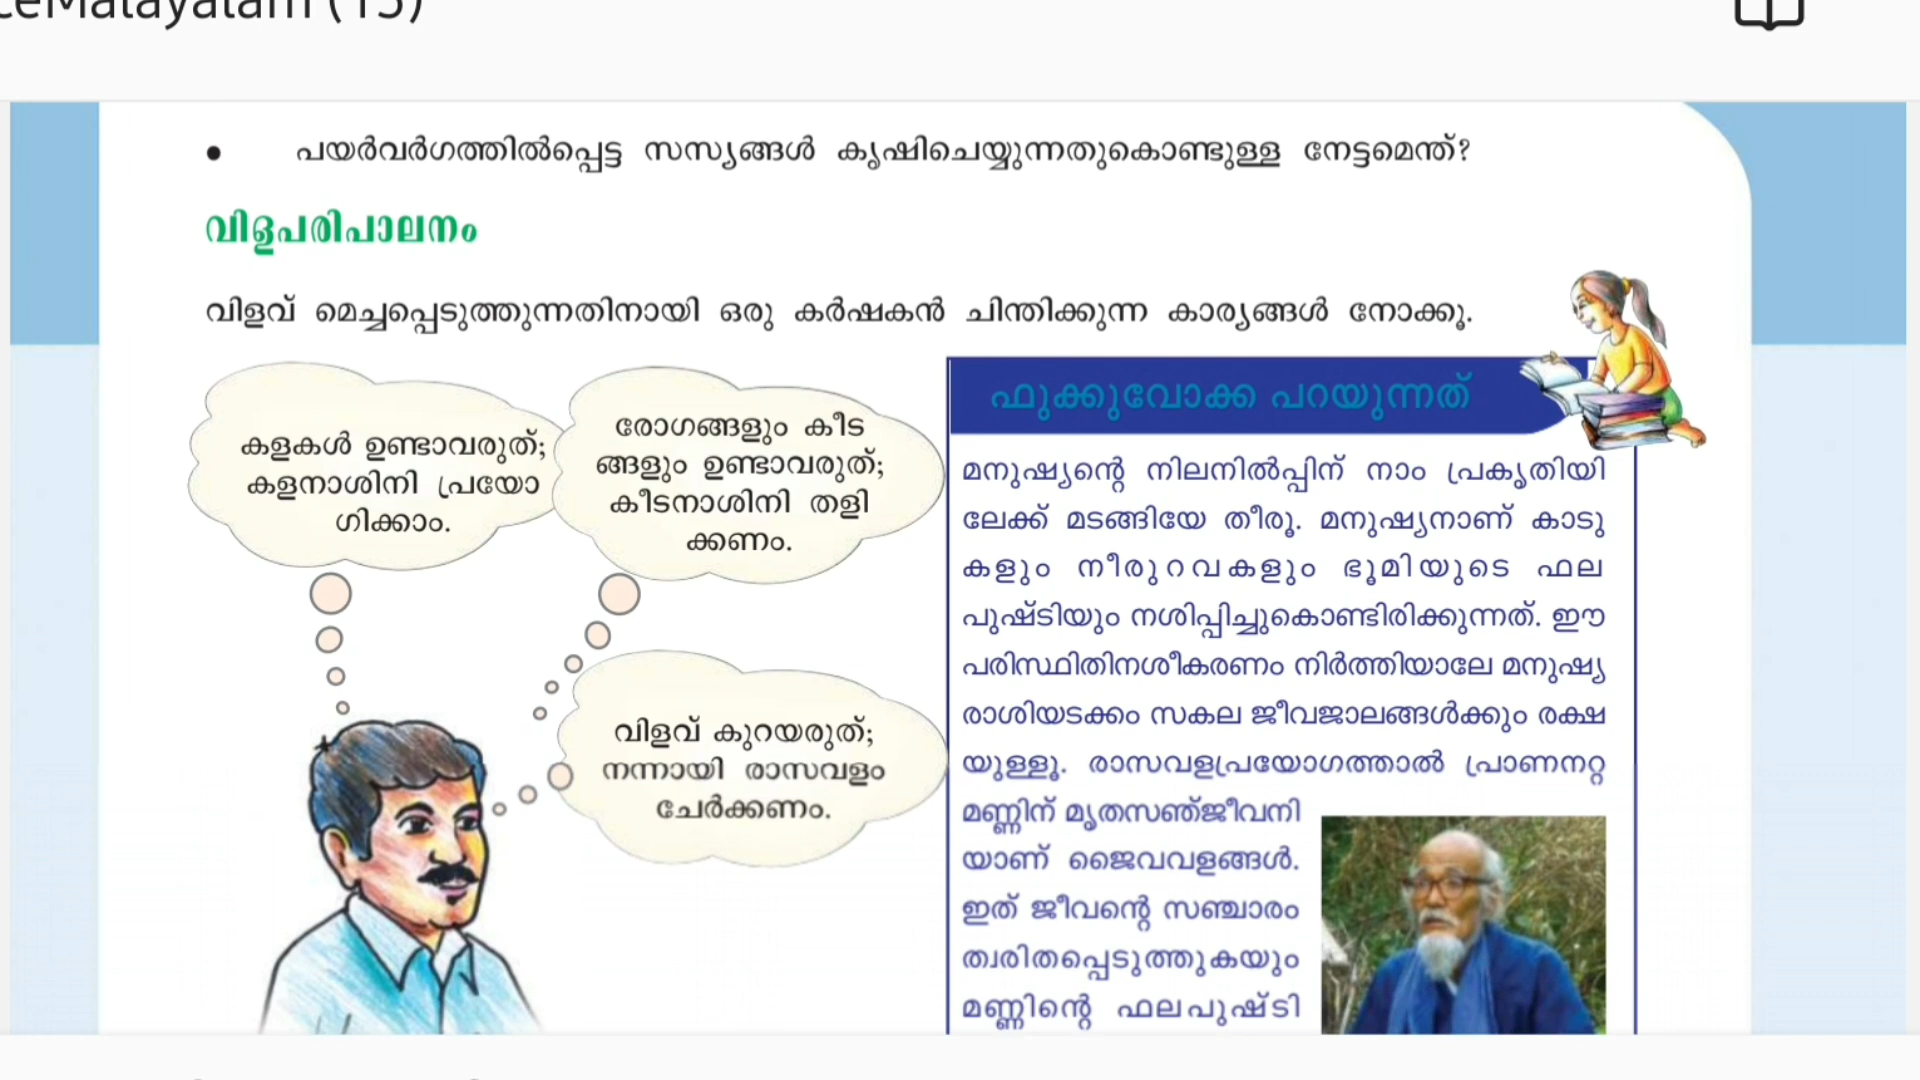 ceMalayalam (15)
• പയർവർഗത്തിൽപ്പെട്ട സസ്യങ്ങൾ കൃഷിചെയ്യുന്നതുകൊണ്ടുള്ള നേട്ടമെന്ത്?
വിളപരിപാലനം
വിളവ് മെച്ചപ്പെടുത്തുന്നതിനായി ഒരു കർഷകൻ ചിന്തിക്കുന്ന കാര്യങ്ങൾ നോക്കൂ.
കളകൾ ഉണ്ടാവരുത്;
കളനാശിനി പ്രയോ
ഗിക്കാം.
രോഗങ്ങളും കീട
ങ്ങളും ഉണ്ടാവരുത്;
കീടനാശിനി തളി
ക്കണം.
വിളവ് കുറയരുത്;
നന്നായി രാസവളം
ചേർക്കണം.
ഫുക്കുവോക്ക പറയുന്നത്
മനുഷ്യന്റെ നിലനിൽപ്പിന് നാം പ്രകൃതിയി
ലേക്ക് മടങ്ങിയേ തീരൂ. മനുഷ്യനാണ് കാടു
കളും നീരുറവകളും ഭൂമിയുടെ ഫല
പുഷ്ടിയും നശിപ്പിച്ചുകൊണ്ടിരിക്കുന്നത്. ഈ
പരിസ്ഥിതിനശീകരണം നിർത്തിയാലേ മനുഷ്യ
രാശിയടക്കം സകല ജീവജാലങ്ങൾക്കും രക്ഷ
യുള്ളൂ. രാസവളപ്രയോഗത്താൽ പ്രാണനറ്റ
മണ്ണിന് മൃതസഞ്ജീവനി
യാണ് ജൈവവളങ്ങൾ.
ഇത് ജീവന്റെ സഞ്ചാരം
ത്വരിതപ്പെടുത്തുകയും
മണ്ണിന്റെ ഫലപുഷ്ടി